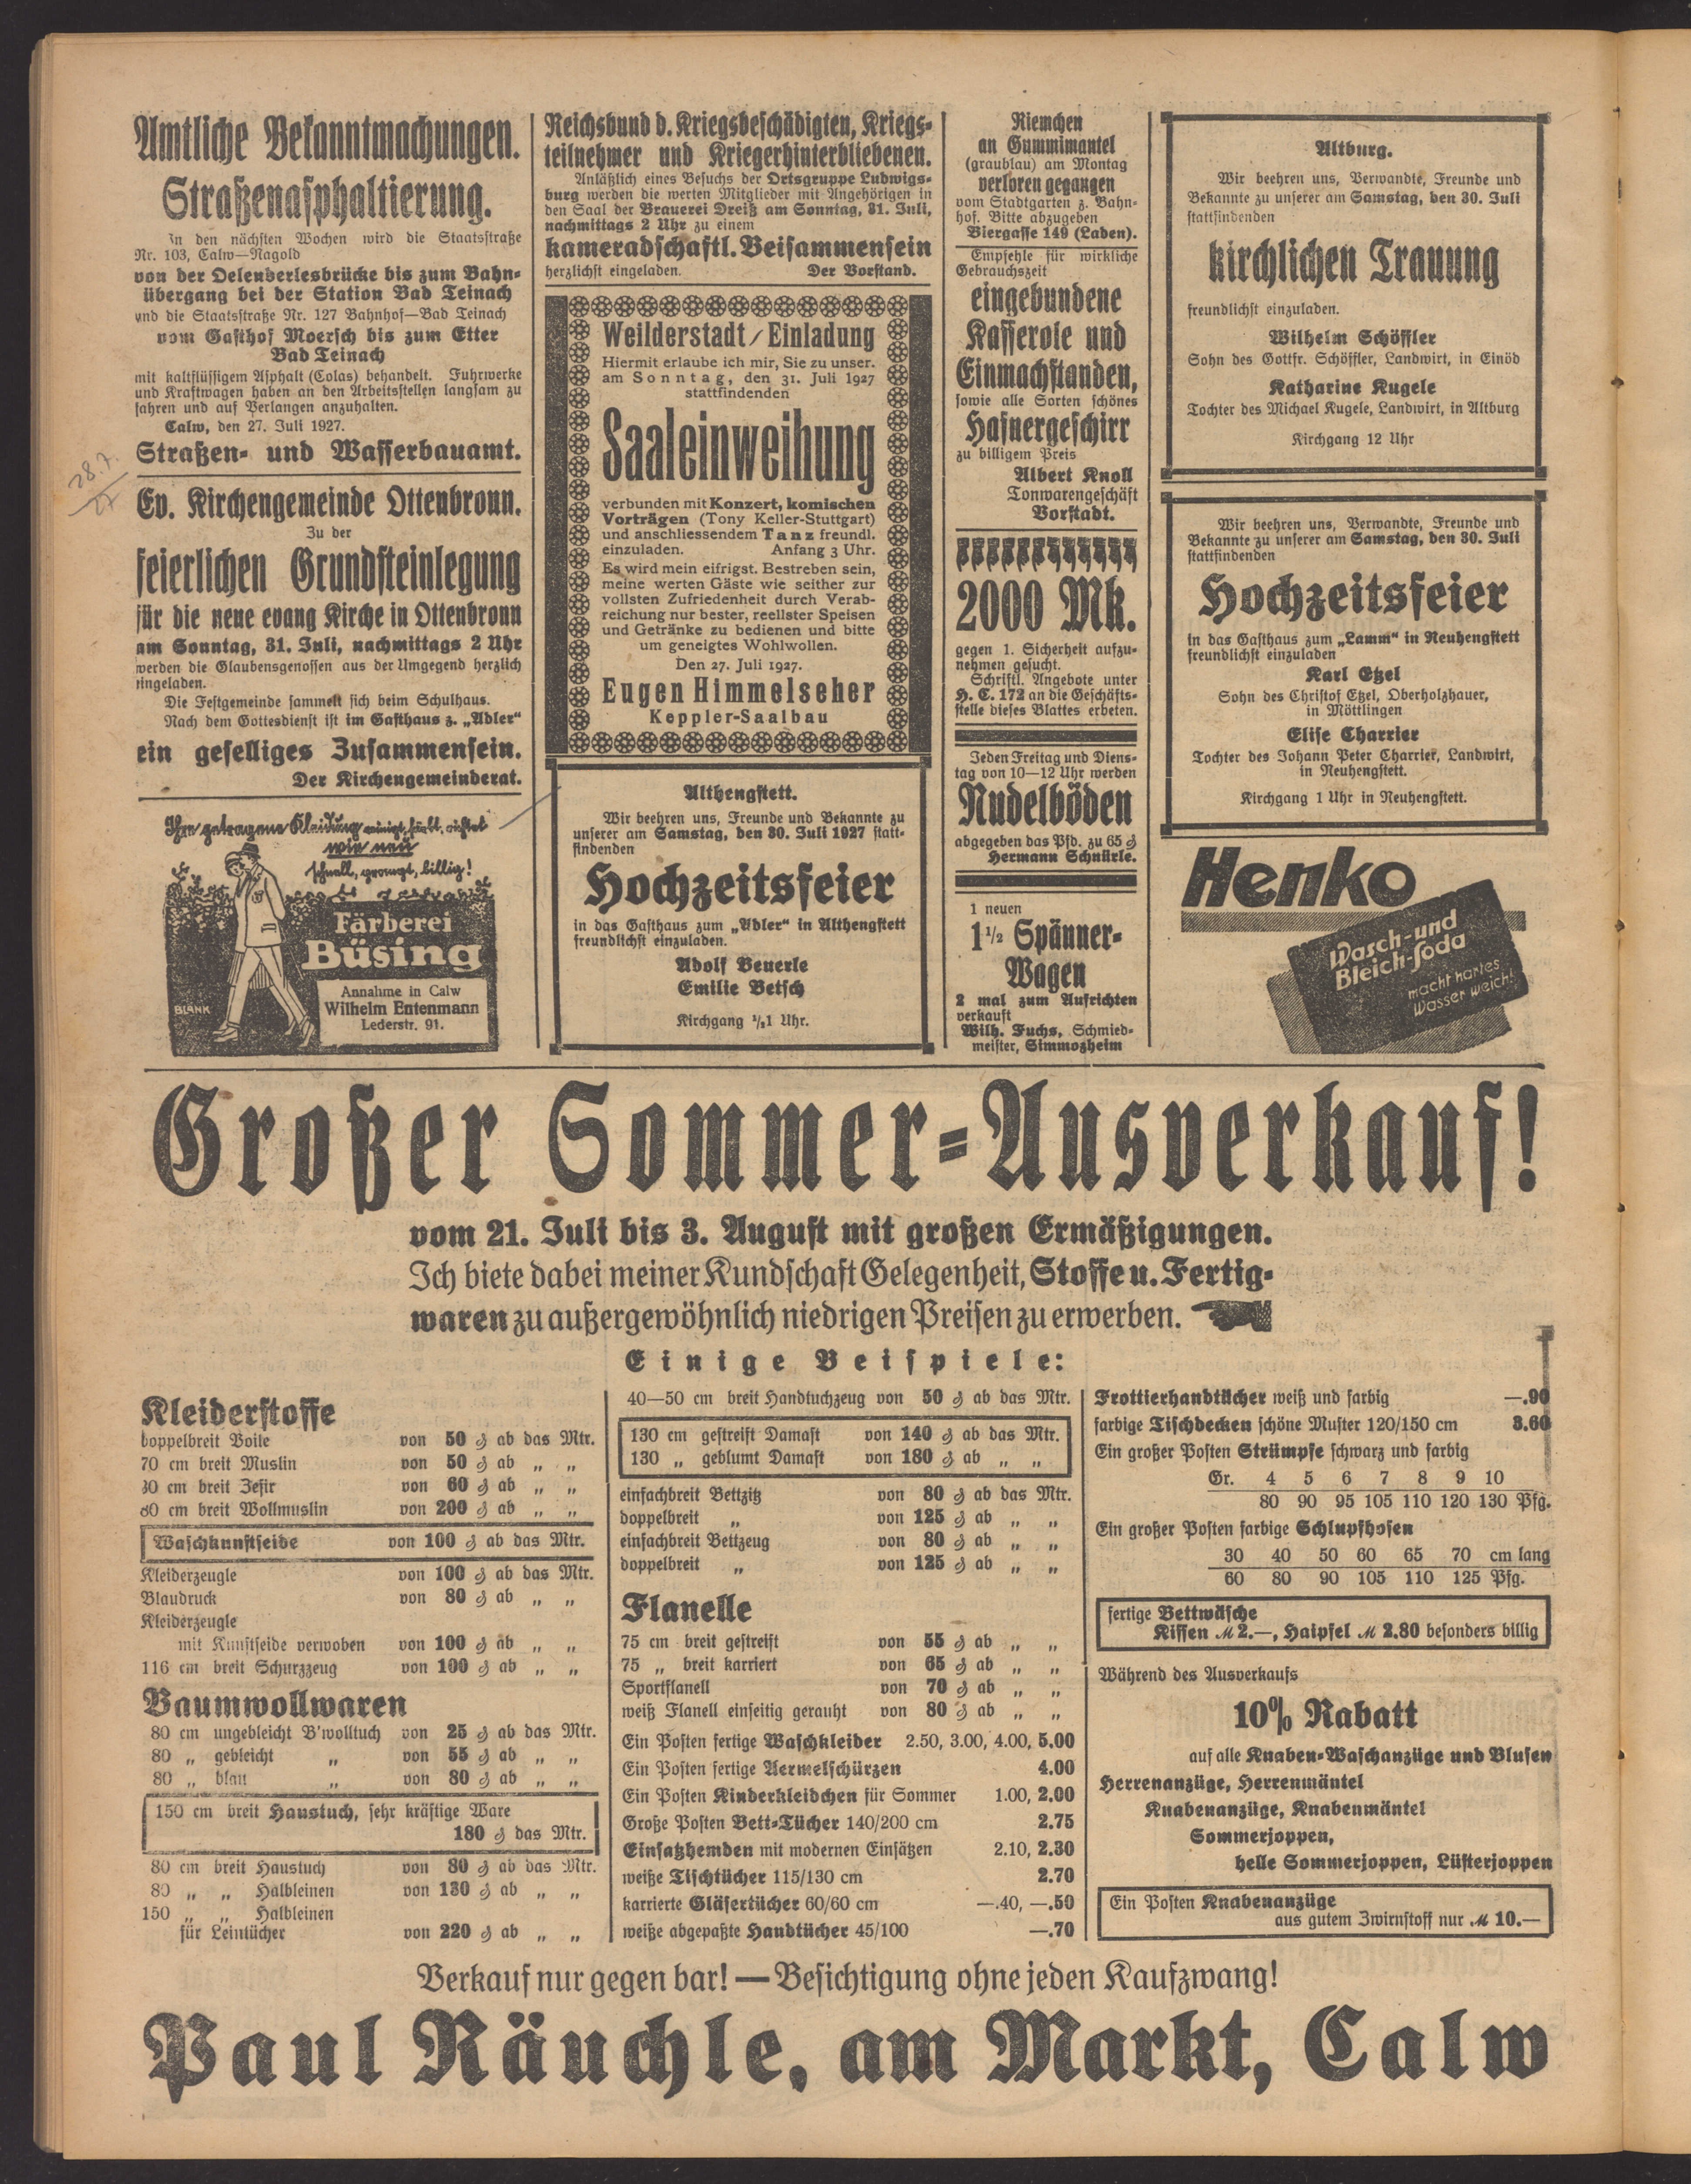 Amtliche Bekanntmachungen.
Straßenasphaltierung.
In den nächsten Wochen wird die Staatsstraße
Nr. 103, Calw—Nagold
von der Oelenderlesbrücke bis zum Bahn-
übergang bei der Station Bad Teinach
und die Staatsstraße Nr. 127 Bahnhof—Bad Teinach
vom Gasthof Moersch bis zum Etter
Bad Teinach
mit kaltflüssigem Asphalt (Colas) behandelt. Fuhrwerke
und Kraftwagen haben an den Arbeitsstellen langsam zu
fahren und auf Verlangen anzuhalten.
Calw, den 27. Juli 1927.
Straßen- und Wasserbauamt.
28.7.
27
Ev. Kirchengemeinde Ottenbronn.
Zu der
feierlichen Grundsteinlegung
für die neue evang Kirche in Ottenbronn
am Sonntag, 31. Juli, nachmittags 2 Uhr
werden die Glaubensgenossen aus der Umgegend herzlich
eingeladen.
Die Festgemeinde sammelt sich beim Schulhaus.
Nach dem Gottesdienst ist im Gasthaus z. „Adler“
ein geselliges Zusammensein.
Der Kirchengemeinderat.
Ihre getragene Kleidung reinigt, färbt, richtet
wie neu
schnell, prompt, billig!
Färberei
Büsing
Annahme in Calw
Wilhelm Entenmann
Lederstr. 91.
BLANK
Reichsbund d. Kriegsbeschädigten, Kriegs-
teilnehmer und Kriegerhinterbliebenen.
Anläßlich eines Besuchs der Ortsgruppe Ludwigs-
burg werden die werten Mitglieder mit Angehörigen in
den Saal der Brauerei Dreiß am Sonntag, 31. Juli,
nachmittags 2 Uhr zu einem
kameradschaftl. Beisammensein
herzlichst eingeladen. Der Vorstand.
Weilderstadt / Einladung
Hiermit erlaube ich mir, Sie zu unser.
am Sonntag, den 31. Juli 1927
stattfindenden
Saaleinweihung
verbunden mit Konzert, komischen
Vorträgen (Tony Keller-Stuttgart)
und anschliessendem Tanz freundl.
einzuladen. Anfang 3 Uhr.
Es wird mein eifrigst. Bestreben sein,
meine werten Gäste wie seither zur
vollsten Zufriedenheit durch Verab-
reichung nur bester, reellster Speisen
und Getränke zu bedienen und bitte
um geneigtes Wohlwollen.
Den 27. Juli 1927.
Eugen Himmelseher
Keppler-Saalbau
Althengstett.
Wir beehren uns, Freunde und Bekannte zu
unserer am Samstag, den 30. Juli 1927 statt-
findenden
Hochzeitsfeier
in das Gasthaus zum „Adler“ in Althengstett
freundlichst einzuladen.
Adolf Beuerle
Emilie Betsch
Kirchgang ½1 Uhr.
Riemchen
an Gummimantel
(graublau) am Montag
verloren gegangen
vom Stadtgarten z. Bahn-
hof. Bitte abzugeben
Biergasse 149 (Laden).
Empfehle für wirkliche
Gebrauchszeit
eingebundene
Kasserole und
Einmachstanden,
sowie alle Sorten schönes
Hafnergeschirr
zu billigem Preis
Albert Knoll
Tonwarengeschäft
Vorstadt.
2000 Mk.
gegen 1. Sicherheit aufzu-
nehmen gesucht.
Schriftl. Angebote unter
H. C. 172 an die Geschäfts-
stelle dieses Blattes erbeten.
Jeden Freitag und Diens-
tag von 10—12 Uhr werden
Nudelböden
abgegeben das Pfd. zu 65 ₰
Hermann Schnürle.
1 neuen
1½ Spänner-
Wagen
2 mal zum Aufrichten
verkauft
Wilh. Fuchs, Schmied-
meister, Simmozheim
Altburg.
Wir beehren uns, Verwandte, Freunde und
Bekannte zu unserer am Samstag, den 30. Juli
stattfindenden
kirchlichen Trauung
freundlichst einzuladen.
Wilhelm Schöffler
Sohn des Gottfr. Schöffler, Landwirt, in Einöd
Katharine Kugele
Tochter des Michael Kugele, Landwirt, in Altburg
Kirchgang 12 Uhr
Wir beehren uns, Verwandte, Freunde und
Bekannte zu unserer am Samstag, den 30. Juli
stattfindenden
Hochzeitsfeier
in das Gasthaus zum „Lamm“ in Neuhengstett
freundlichst einzuladen
Karl Etzel
Sohn des Christof Etzel, Oberholzhauer,
in Möttlingen
Elise Charrier
Tochter des Johann Peter Charrier, Landwirt,
in Neuhengstett.
Kirchgang 1 Uhr in Neuhengstett.
Henko
Wasch- und
Bleich-Soda
macht hartes
Wasser weich!
Großer Sommer-Ausverkauf!
vom 21. Juli bis 3. August mit großen Ermäßigungen.
Ich biete dabei meiner Kundschaft Gelegenheit, Stoffe u. Fertig-
waren zu außergewöhnlich niedrigen Preisen zu erwerben.
Einige Beispiele:
Kleiderstoffe
doppelbreit Voile von 50 ₰ ab das Mtr.
70 cm breit Muslin von 50 ₰ ab „ „
80 cm breit Zefir von 60 ₰ ab „ „
80 cm breit Wollmuslin von 200 ₰ ab „ „
Waschkunstseide von 100 ₰ ab das Mtr.
Kleiderzeugle von 100 ₰ ab das Mtr.
Blaudruck von 80 ₰ ab „ „
Kleiderzeugle
mit Kunstseide verwoben von 100 ₰ ab „ „
116 cm breit Schurzzeug von 100 ₰ ab „ „
Baumwollwaren
80 cm ungebleicht B'wolltuch von 25 ₰ ab das Mtr.
80 „ gebleicht „ von 55 ₰ ab „ „
80 „ blau „ von 80 ₰ ab „ „
150 cm breit Haustuch, sehr kräftige Ware
180 ₰ das Mtr.
80 cm breit Haustuch von 80 ₰ ab das Mtr.
80 „ „ Halbleinen von 130 ₰ ab „ „
150 „ „ Halbleinen
für Leintücher von 220 ₰ ab „ „
40—50 cm breit Handtuchzeug von 50 ₰ ab das Mtr.
130 cm gestreift Damast von 140 ₰ ab das Mtr.
130 „ geblumt Damast von 180 ₰ ab „ „
einfachbreit Bettzitz von 80 ₰ ab das Mtr.
doppelbreit „ von 125 ₰ ab „ „
einfachbreit Bettzeug von 80 ₰ ab „ „
doppelbreit „ von 125 ₰ ab „ „
Flanelle
75 cm breit gestreift von 55 ₰ ab „ „
75 „ breit karriert von 65 ₰ ab „ „
Sportflanell von 70 ₰ ab „ „
weiß Flanell einseitig gerauht von 80 ₰ ab „ „
Ein Posten fertige Waschkleider 2.50, 3.00, 4.00, 5.00
Ein Posten fertige Aermelschürzen 4.00
Ein Posten Kinderkleidchen für Sommer 1.00, 2.00
Große Posten Bett-Tücher 140/200 cm 2.75
Einsatzhemden mit modernen Einsätzen 2.10, 2.30
weiße Tischtücher 115/130 cm 2.70
karrierte Gläsertücher 60/60 cm —.40, —.50
weiße abgepaßte Handtücher 45/100 —.70
Frottierhandtücher weiß und farbig —.90
farbige Tischdecken schöne Muster 120/150 cm 3.60
Ein großer Posten Strümpfe schwarz und farbig
Gr. 4 5 6 7 8 9 10
80 90 95 105 110 120 130 Pfg.
Ein großer Posten farbige Schlupfhosen
30 40 50 60 65 70 cm lang
60 80 90 105 110 125 Pfg.
fertige Bettwäsche
Kissen ℳ 2.—, Haipfel ℳ 2.80 besonders billig
Während des Ausverkaufs
10% Rabatt
auf alle Knaben-Waschanzüge und Blusen
Herrenanzüge, Herrenmäntel
Knabenanzüge, Knabenmäntel
Sommerjoppen,
helle Sommerjoppen, Lüsterjoppen
Ein Posten Knabenanzüge
aus gutem Zwirnstoff nur ℳ 10.—
Verkauf nur gegen bar! — Besichtigung ohne jeden Kaufzwang!
Paul Räuchle, am Markt, Calw